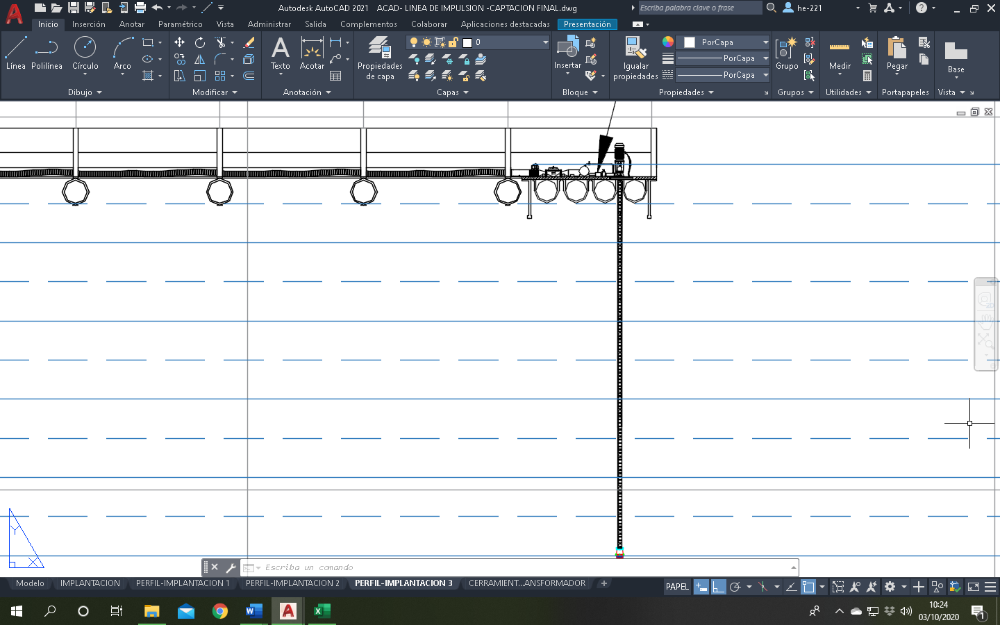 Autodesk AutoCAD 2021 ACAD- LINEA DE IMPULSION -CAPTACION FINAL.dwg
Escriba palabra clave o frase
he-221
Inicio Inserción Anotar Paramétrico Vista Administrar Salida Complementos Colaborar Aplicaciones destacadas Presentación
Línea Polilínea Círculo Arco
Texto Acotar
Propiedades de capa
0
Insertar
Igualar propiedades
PorCapa
PorCapa
PorCapa
Grupo
Medir
Pegar
Base
Dibujo Modificar Anotación Capas Bloque Propiedades Grupos Utilidades Portapapeles Vista
2D
Y
X
Escriba un comando
Modelo IMPLANTACION PERFIL-IMPLANTACION 1 PERFIL-IMPLANTACION 2 PERFIL-IMPLANTACION 3 CERRAMIENT...ANSFORMADOR
PAPEL
10:24
03/10/2020
1